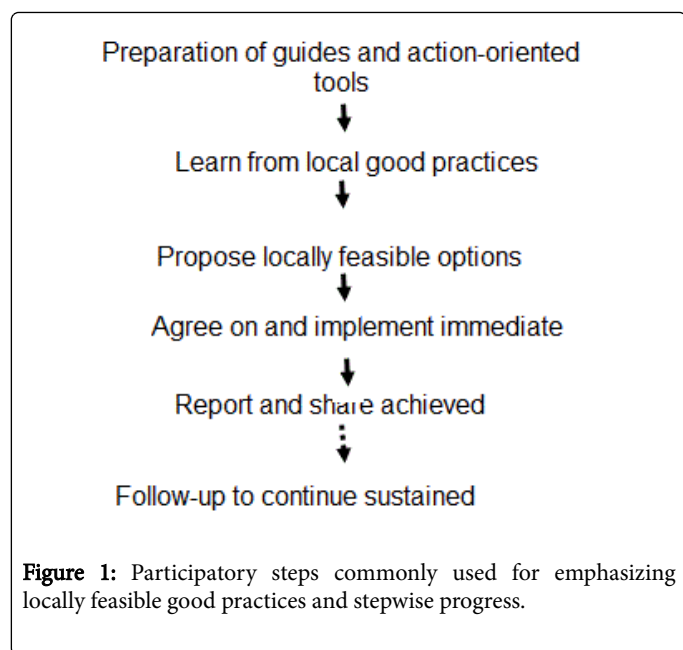 Preparation of guides and action-oriented
tools
Learn from local good practices
Propose locally feasible options
Agree on and implement immediate
Report and share achieved
Follow-up to continue sustained
Figure 1: Participatory steps commonly used for emphasizing
locally feasible good practices and stepwise progress.